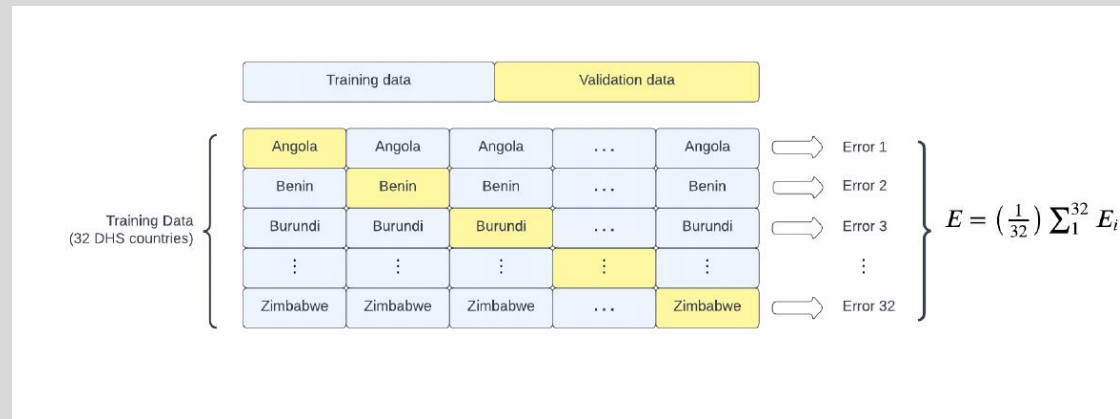 Training data Validation data
Angola Angola Angola ... Angola Error 1
Benin Benin Benin ... Benin Error 2
Training Data
(32 DHS countries)
Burundi Burundi Burundi ... Burundi Error 3
E = (1/32) ∑₁³² Eᵢ
⋮ ⋮ ⋮ ⋮ ⋮ ⋮
Zimbabwe Zimbabwe Zimbabwe ... Zimbabwe Error 32